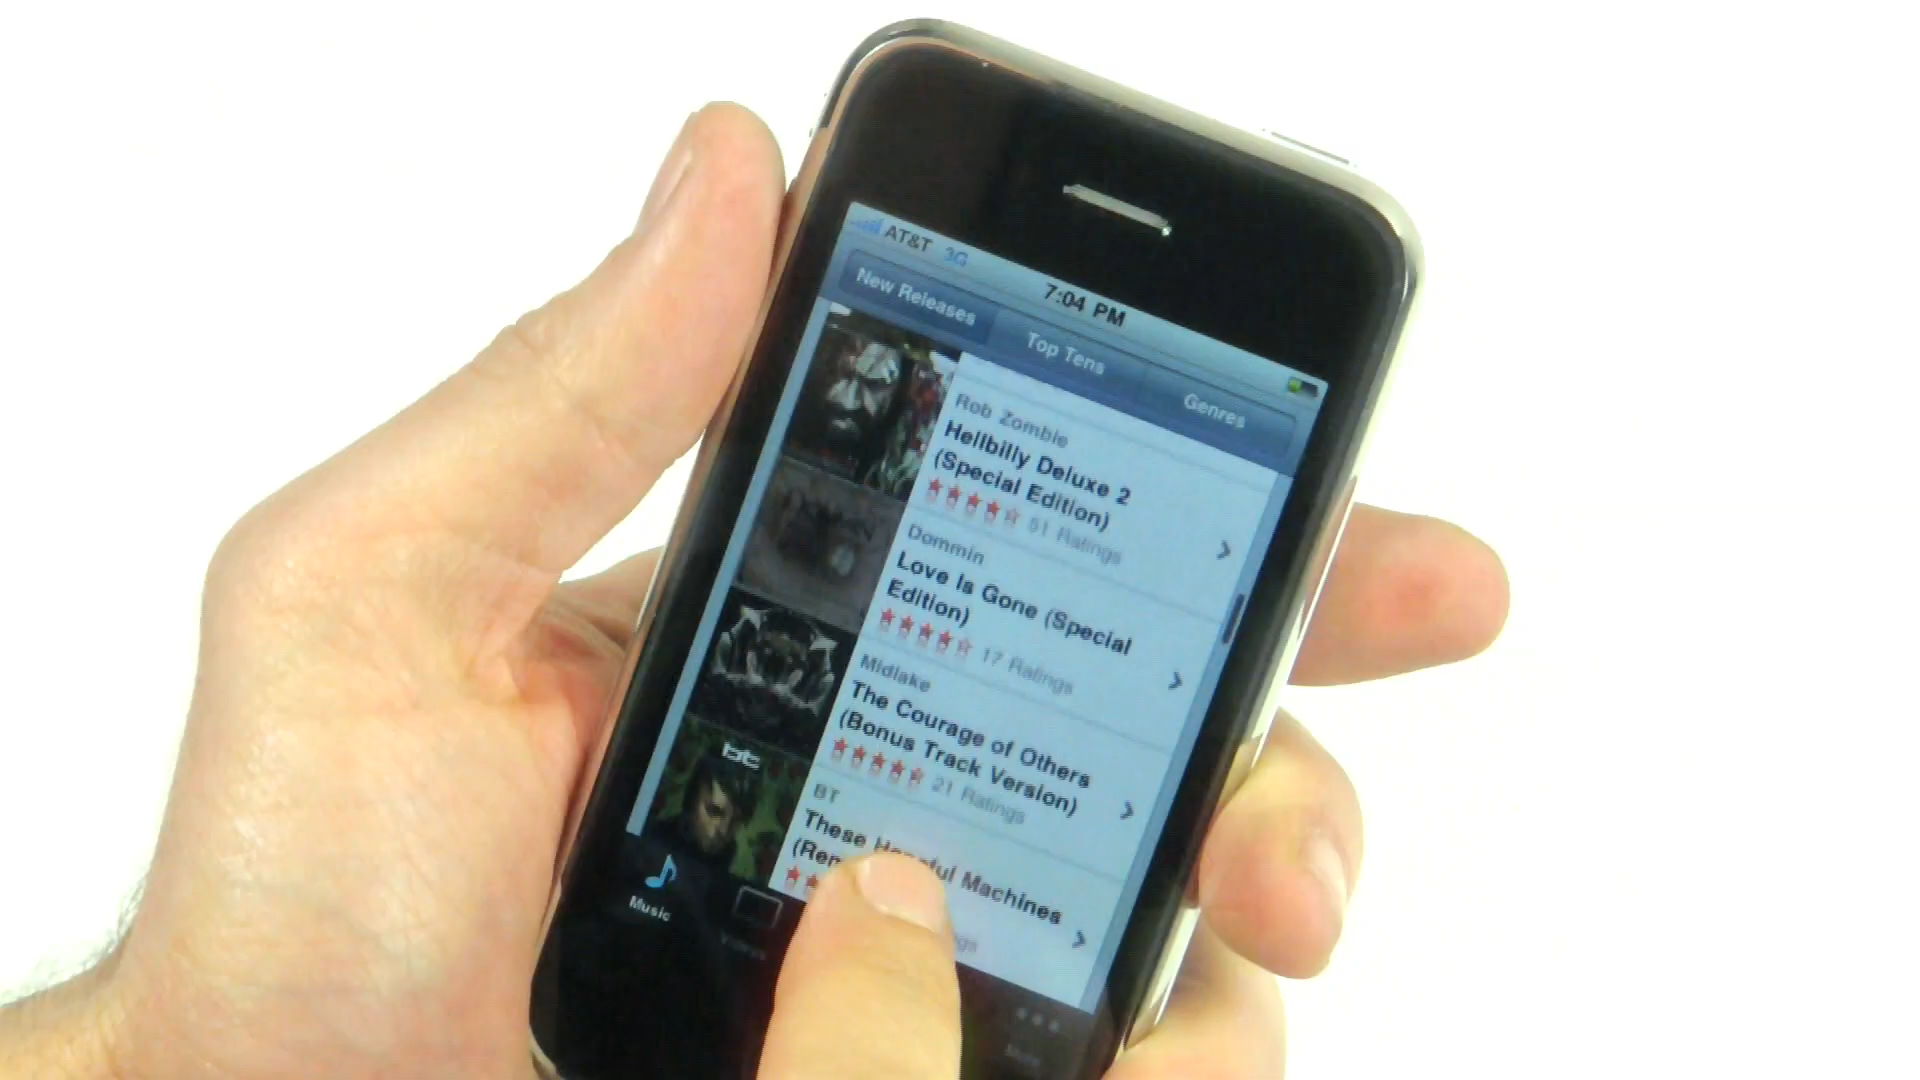 AT&T 3G
7:04 PM
New Releases
Top Tens
Genres
Rob Zombie
Hellbilly Deluxe 2
(Special Edition)
51 Ratings
Dommin
Love Is Gone (Special
Edition)
17 Ratings
Midlake
The Courage of Others
(Bonus Track Version)
21 Ratings
bt
BT
These Hopeful Machines
Music